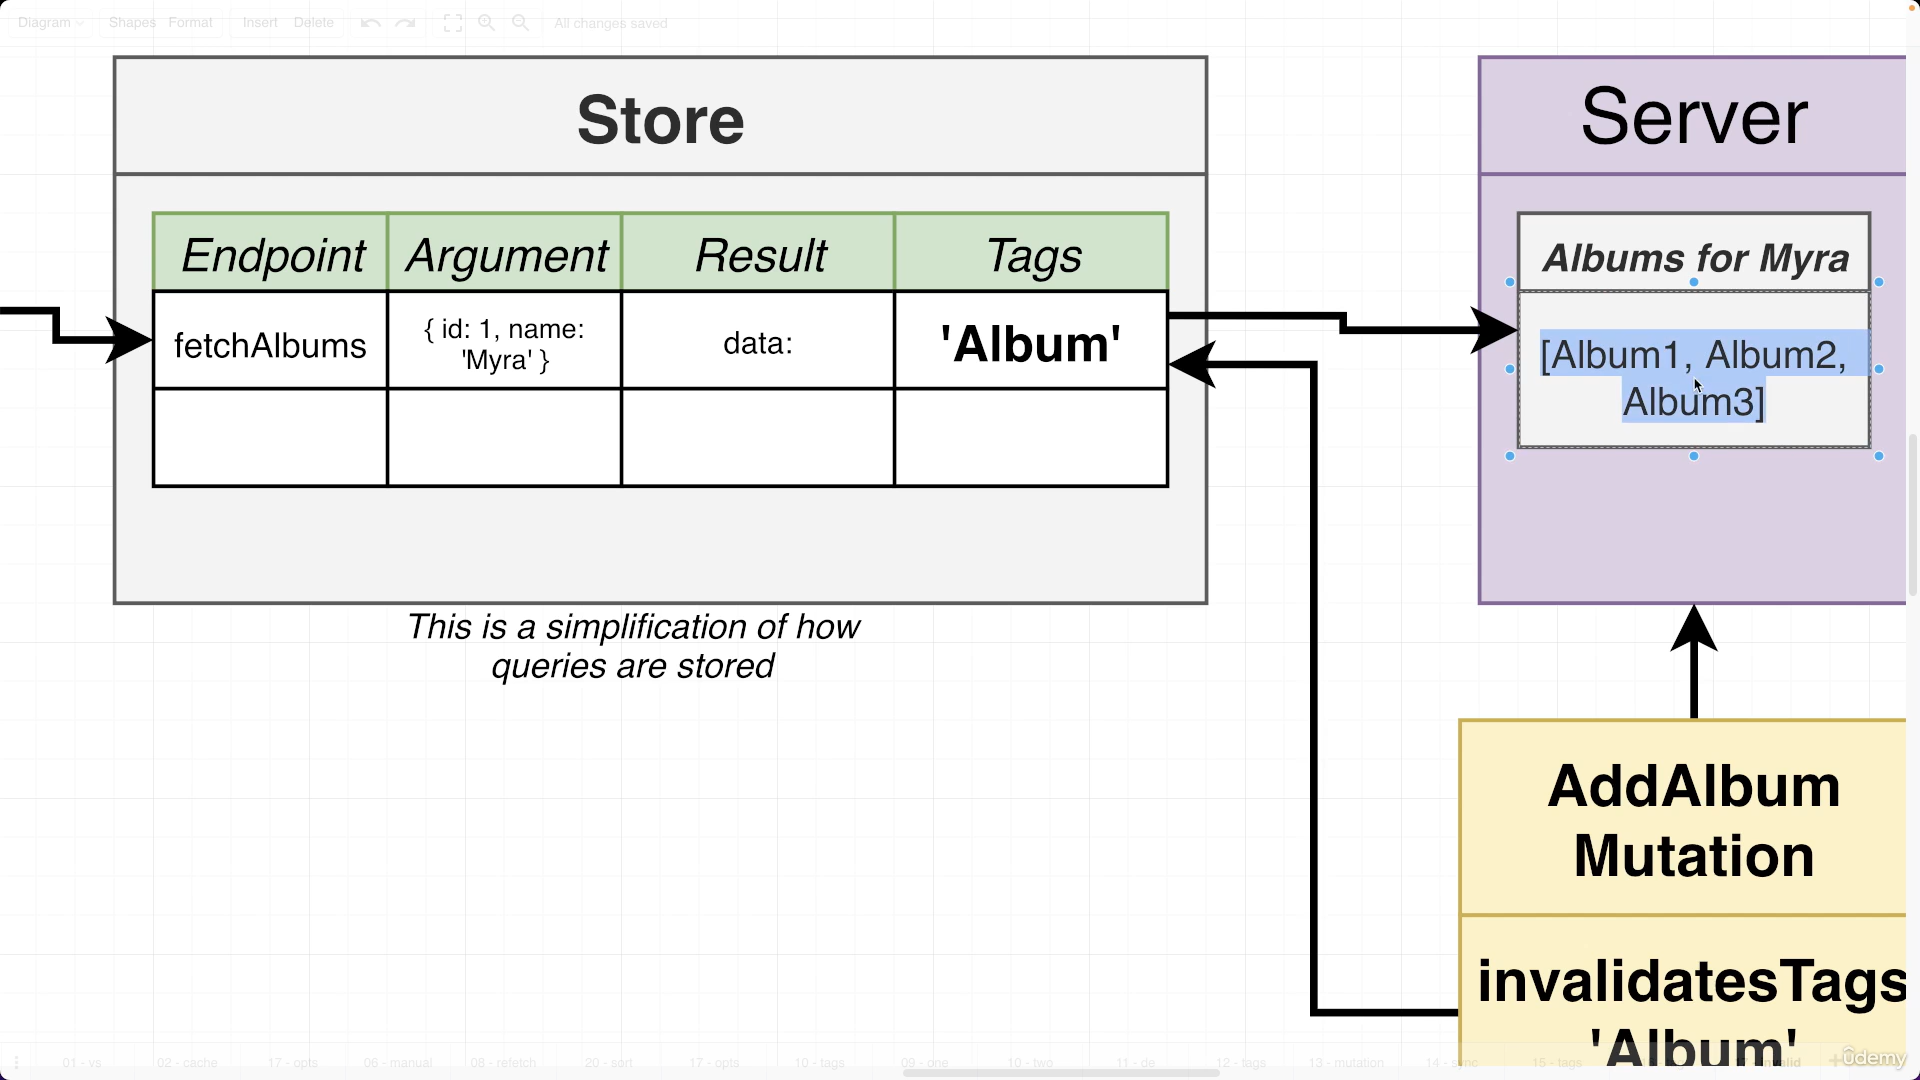 Diagram Shapes Format Insert Delete All changes saved
Store
Endpoint Argument Result Tags
fetchAlbums
{ id: 1, name:
'Myra' }
data:
'Album'
This is a simplification of how
queries are stored
Server
Albums for Myra
[Album1, Album2,
Album3]
AddAlbum
Mutation
invalidatesTags
'Album'
01 - vs 02 - cache 17 - opts 06 - manual 08 - refetch 20 - sort 17 - opts 10 - tags 09 - one 10 - two 11 - de 12 - tags 13 - mutation 14 - sync 15 - tags
udemy